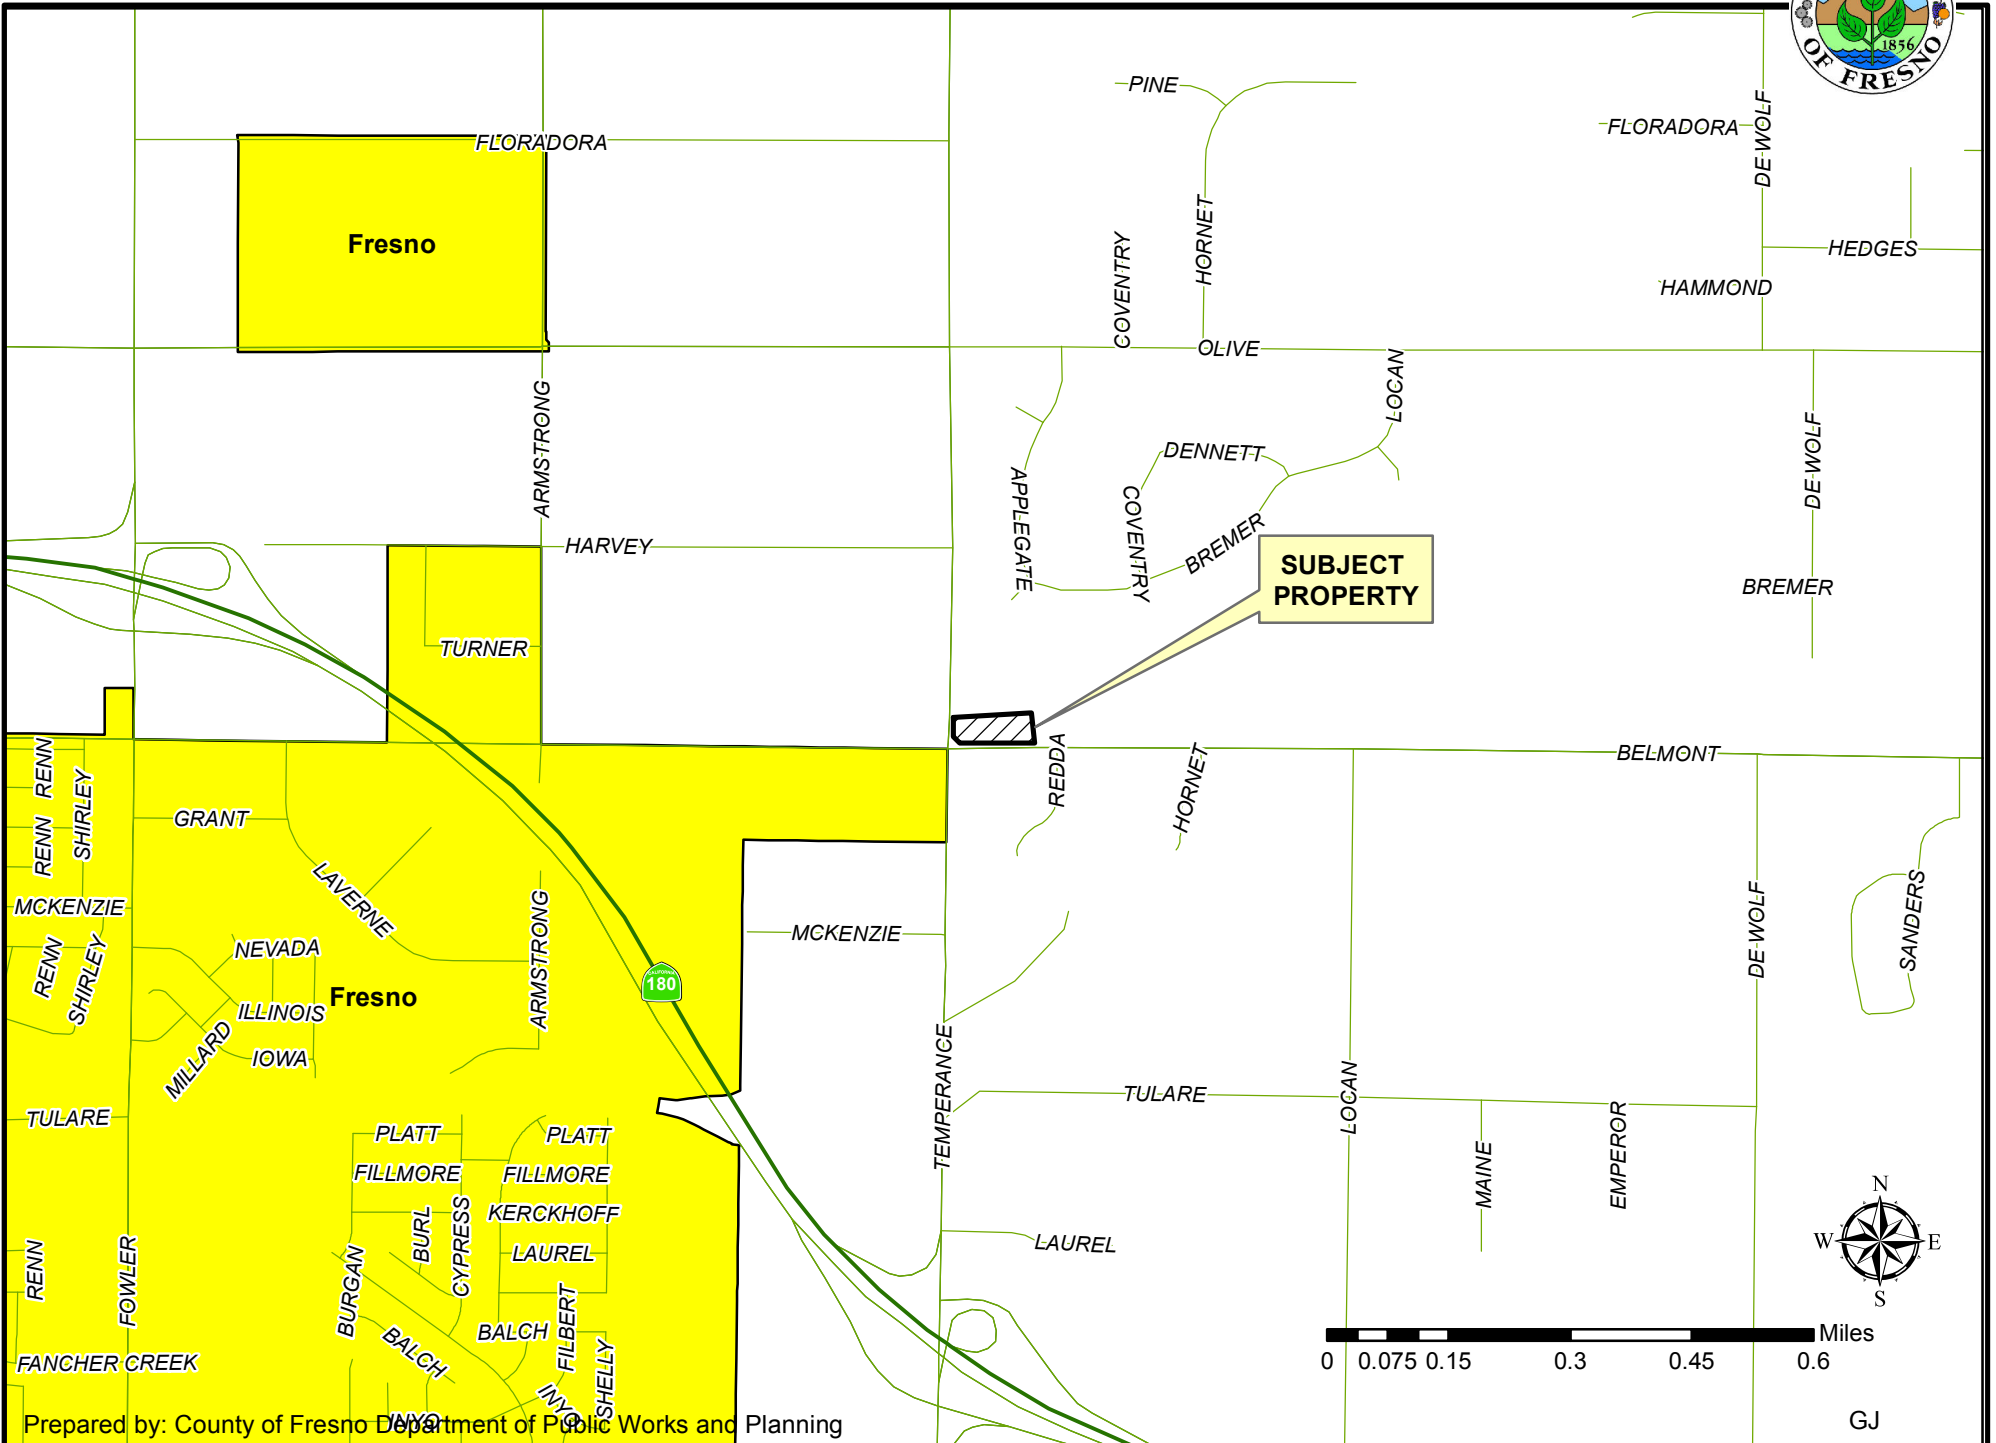 1856
OF FRESNO
PINE
FLORADORA
DE WOLF
FLORADORA
Fresno
COVENTRY
HORNET
HEDGES
HAMMOND
OLIVE
ARMSTRONG
LOCAN
DENNETT
APPLEGATE
COVENTRY
BREMER
DE WOLF
HARVEY
SUBJECT
PROPERTY
BREMER
TURNER
RENN
SHIRLEY
REDDA
HORNET
BELMONT
GRANT
RENN
LAVERNE
MCKENZIE
ARMSTRONG
MCKENZIE
DE WOLF
SANDERS
RENN
SHIRLEY
NEVADA
CALIFORNIA
180
Fresno
ILLINOIS
MILLARD
IOWA
TEMPERANCE
TULARE
LOCAN
TULARE
PLATT
PLATT
MAINE
EMPEROR
FILLMORE
FILLMORE
BURL
CYPRESS
KERCKHOFF
LAUREL
LAUREL
N
W
E
S
RENN
FOWLER
BURGAN
BALCH
BALCH
FILBERT
SHELLY
FANCHER CREEK
INYO
INYO
Miles
0 0.075 0.15 0.3 0.45 0.6
Prepared by: County of Fresno Department of Public Works and Planning
GJ